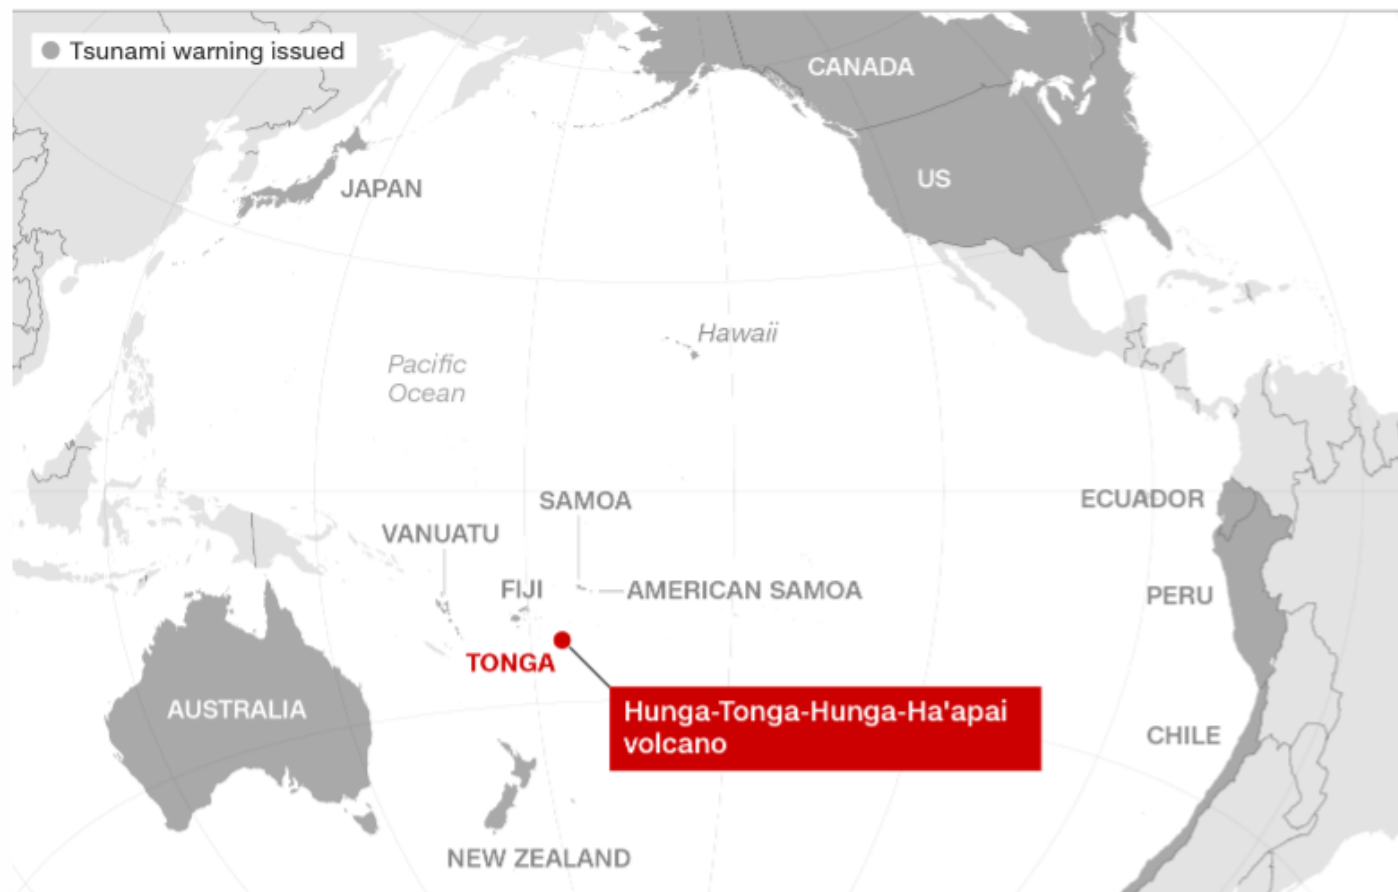 Tsunami warning issued
CANADA
US
JAPAN
Hawaii
Pacific
Ocean
SAMOA
ECUADOR
VANUATU
FIJI
AMERICAN SAMOA
PERU
TONGA
AUSTRALIA
Hunga-Tonga-Hunga-Ha'apai
volcano
CHILE
NEW ZEALAND